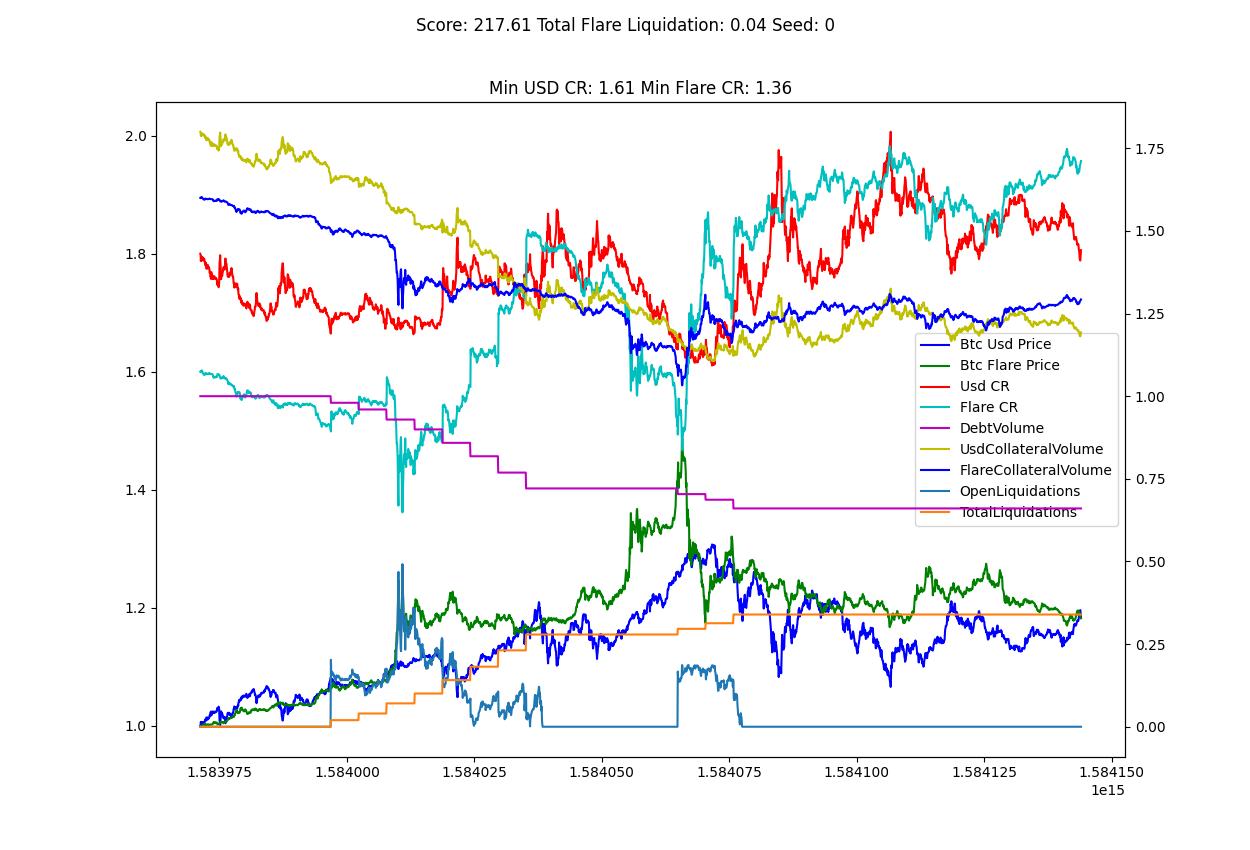 Score: 217.61 Total Flare Liquidation: 0.04 Seed: 0
Min USD CR: 1.61 Min Flare CR: 1.36
2.0
1.8
1.6
1.4
1.2
1.0
1.75
1.50
1.25
1.00
0.75
0.50
0.25
0.00
Btc Usd Price
Btc Flare Price
Usd CR
Flare CR
DebtVolume
UsdCollateralVolume
FlareCollateralVolume
OpenLiquidations
TotalLiquidations
1.583975 1.584000 1.584025 1.584050 1.584075 1.584100 1.584125 1.584150
1e15